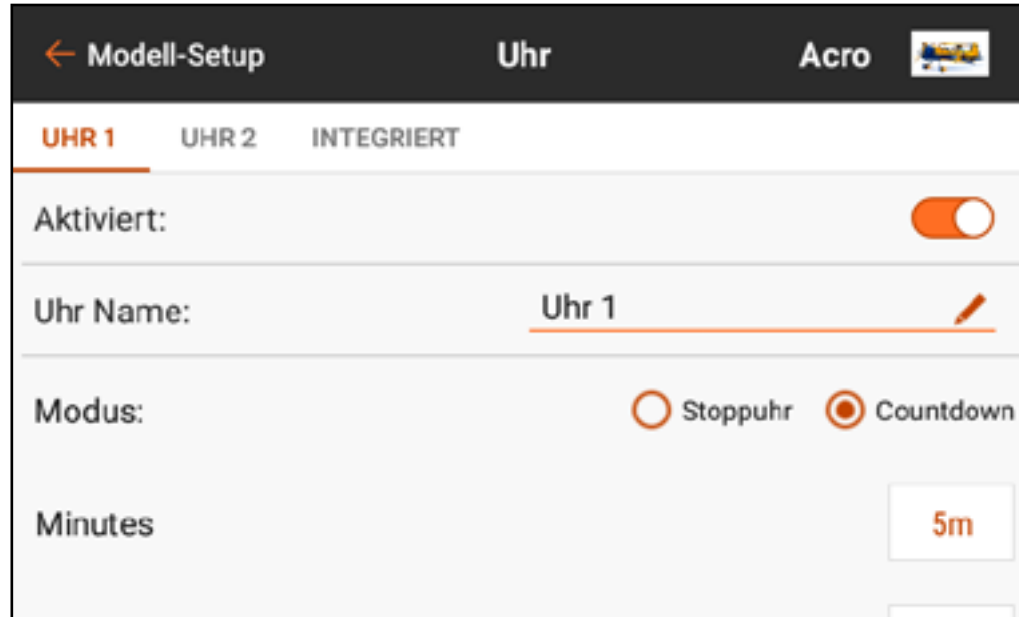 Modell-Setup Uhr Acro
UHR 1 UHR 2 INTEGRIERT
Aktiviert:
Uhr Name: Uhr 1
Modus: Stoppuhr Countdown
Minutes 5m